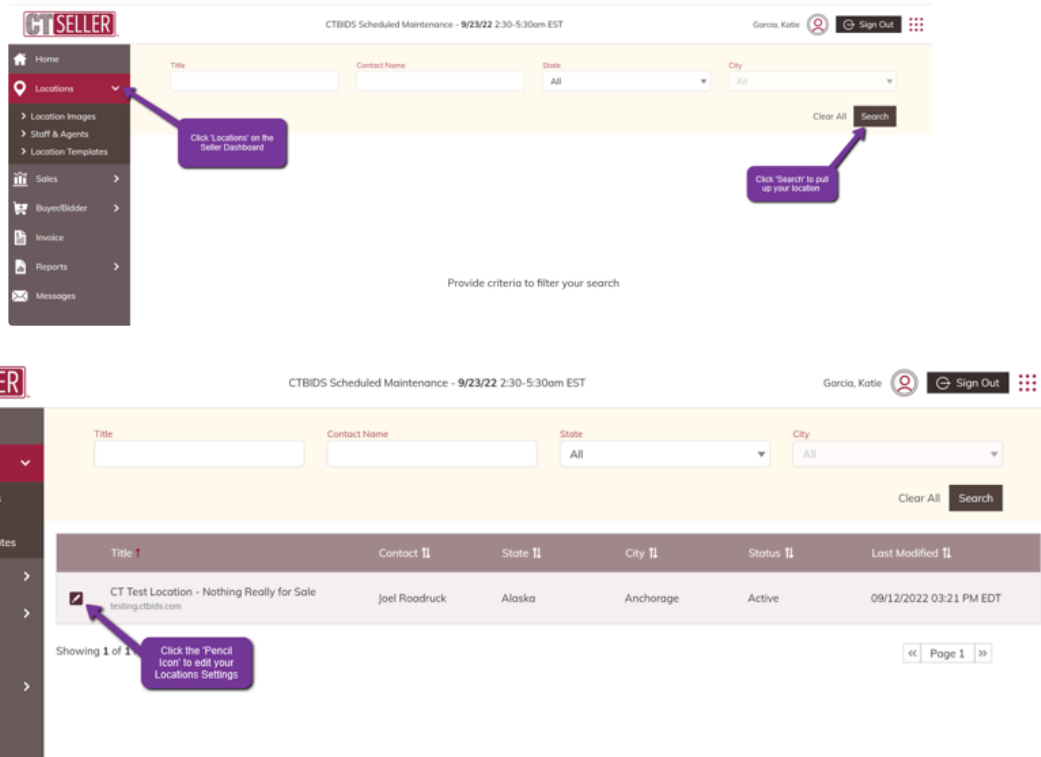 CT SELLER
CTBIDS Scheduled Maintenance - 9/23/22 2:30-5:30am EST
Garcia, Katie
Sign Out
Home
Title
Contact Name
State
City
Locations
All
All
Clear All
Search
Location Images
Staff & Agents
Location Templates
Click 'Locations' on the
Seller Dashboard
Click 'Search' to pull
up your location
Sales
Buyer/Bidder
Invoice
Reports
Messages
Provide criteria to filter your search
ER
CTBIDS Scheduled Maintenance - 9/23/22 2:30-5:30am EST
Garcia, Katie
Sign Out
Title
Contact Name
State
City
All
All
Clear All
Search
s
ates
Title
Contact
State
City
Status
Last Modified
CT Test Location - Nothing Really for Sale
testing.ctbids.com
Joel Roadruck
Alaska
Anchorage
Active
09/12/2022 03:21 PM EDT
Showing 1 of 1
Click the 'Pencil
Icon' to edit your
Locations Settings
Page 1